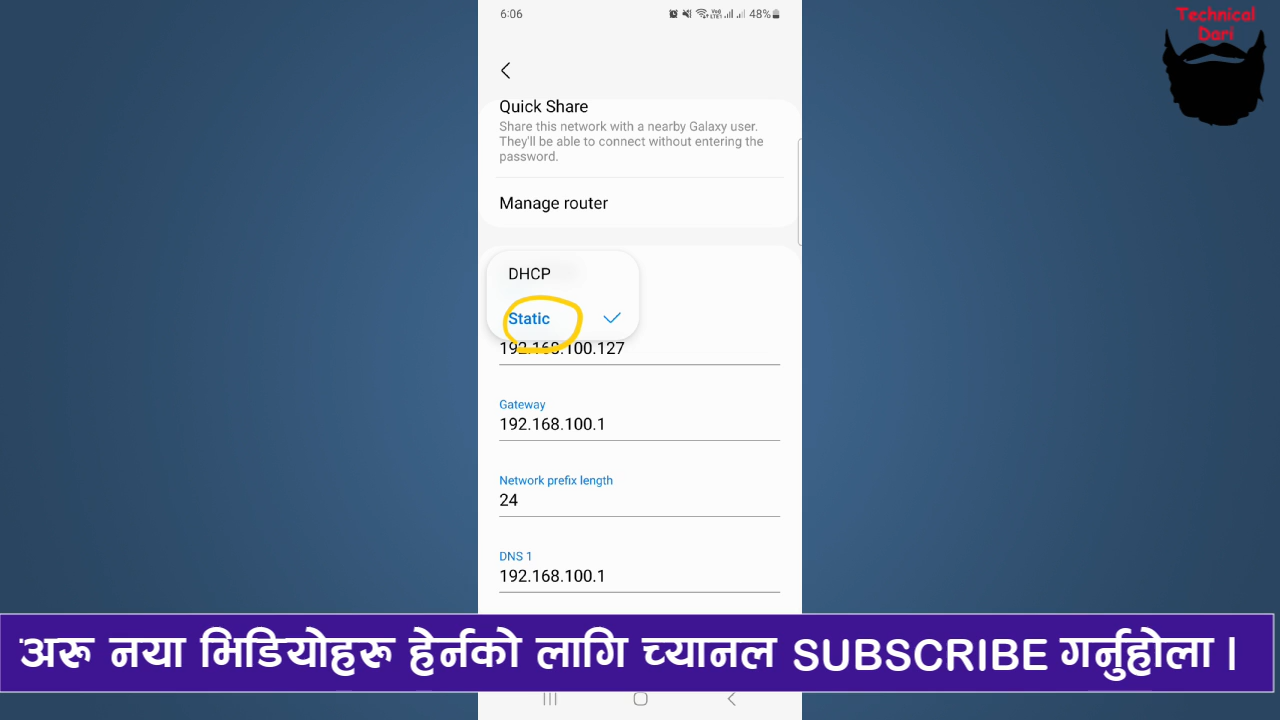 6:06
48%
Technical
Dari
Quick Share
Share this network with a nearby Galaxy user.
They'll be able to connect without entering the
password.
Manage router
DHCP
Static
192.168.100.127
Gateway
192.168.100.1
Network prefix length
24
DNS 1
192.168.100.1
अरू नया भिडियोहरू हेर्नको लागि च्यानल SUBSCRIBE गर्नुहोला।